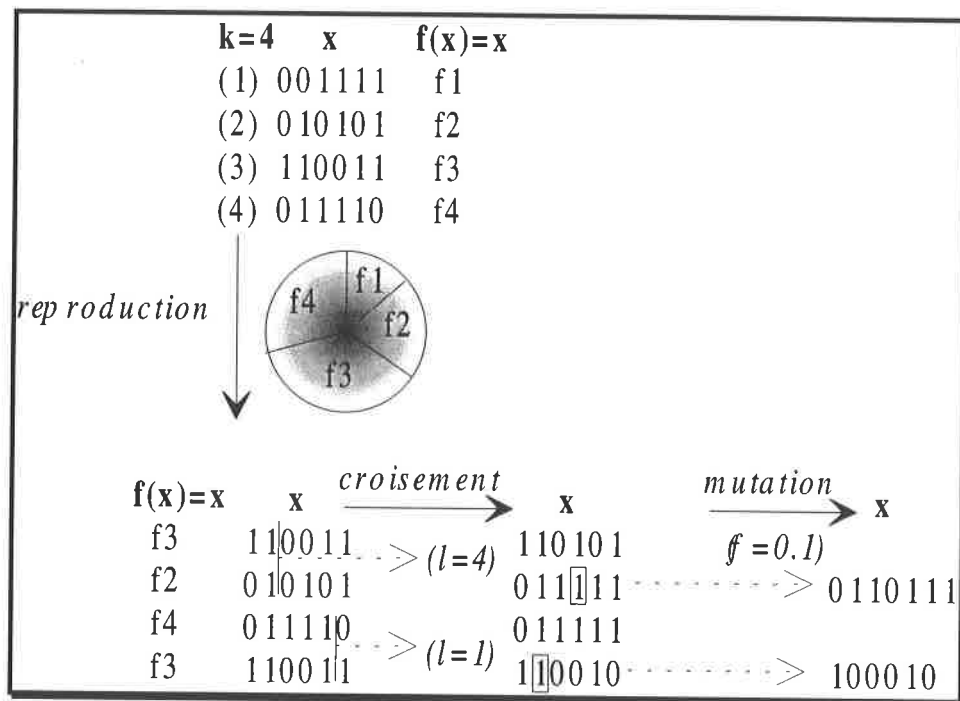 k=4 x f(x)=x
(1) 001111 f1
(2) 010101 f2
(3) 110011 f3
(4) 011110 f4
reproduction
f1
f4
f2
f3
croisement
mutation
f(x)=x x x x
f3 110011 (l=4) 110101 (f =0.1)
f2 010101 011111 0110111
f4 011110 (l=1) 011111
f3 110011 110010 100010